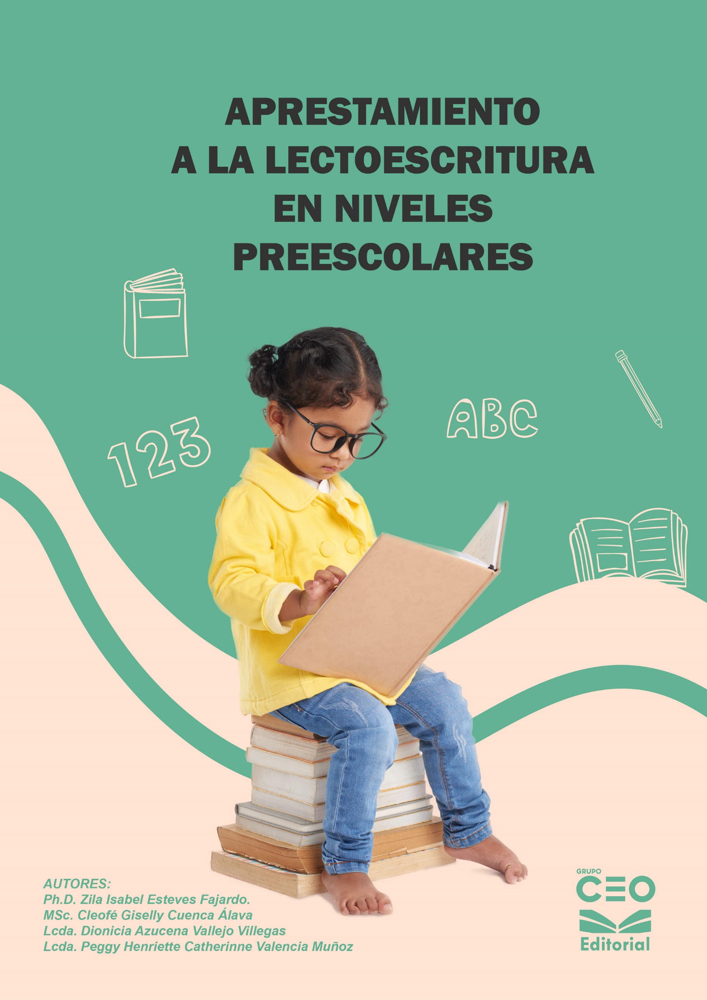 APRESTAMIENTO
A LA LECTOESCRITURA
EN NIVELES
PREESCOLARES
123
ABC
AUTORES:
Ph.D. Zila Isabel Esteves Fajardo.
MSc. Cleofé Giselly Cuenca Álava
Lcda. Dionicia Azucena Vallejo Villegas
Lcda. Peggy Henriette Catherinne Valencia Muñoz
GRUPO
CEO
Editorial